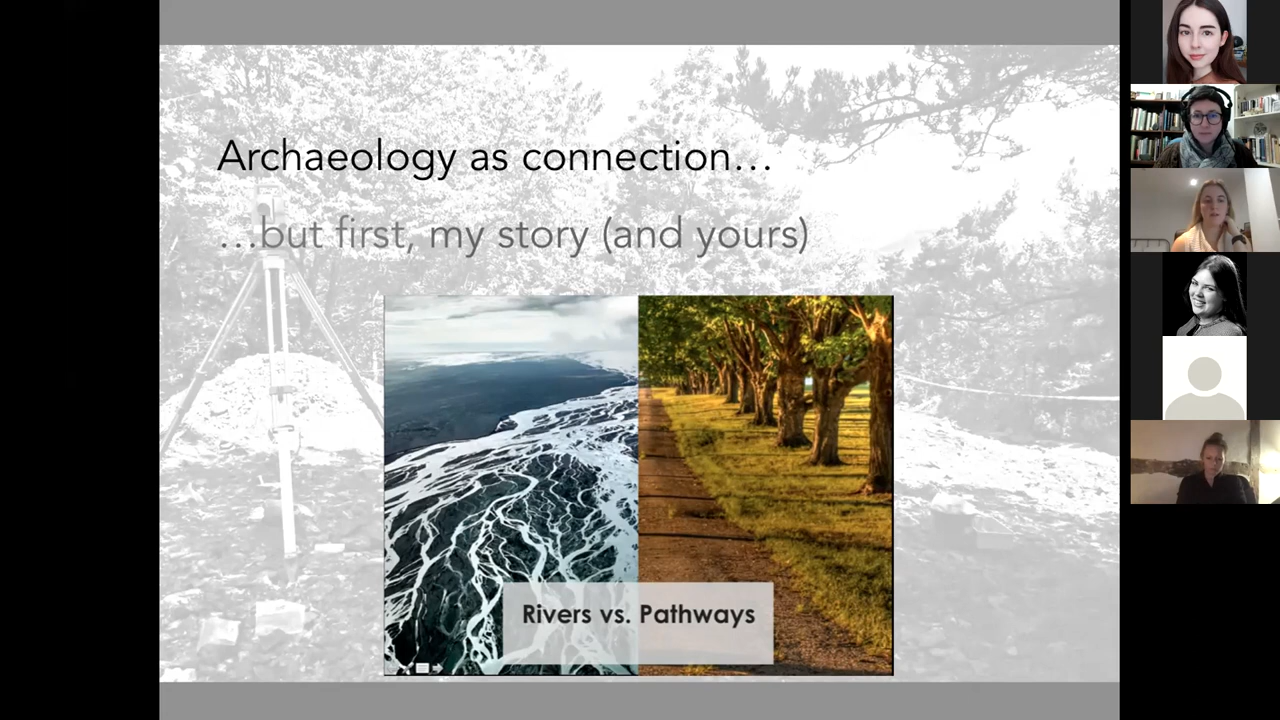 Archaeology as connection…
…but first, my story (and yours)
Rivers vs. Pathways